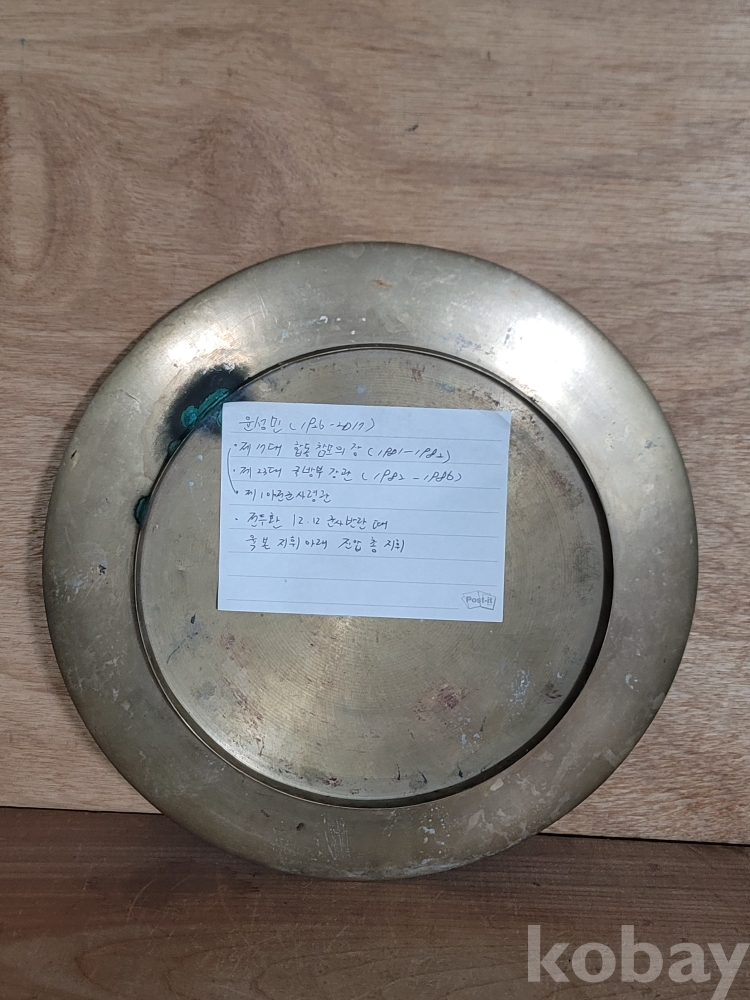 윤성민 (1926-2017)
· 제 17대 합동참모의장 (1981-1982)
· 제 23대 국방부 장관 (1982-1986)
· 제1야전군사령관
· 전두환 12.12 군사반란 때
육본 지휘 아래 진압 총 지휘
Post-it
kobay